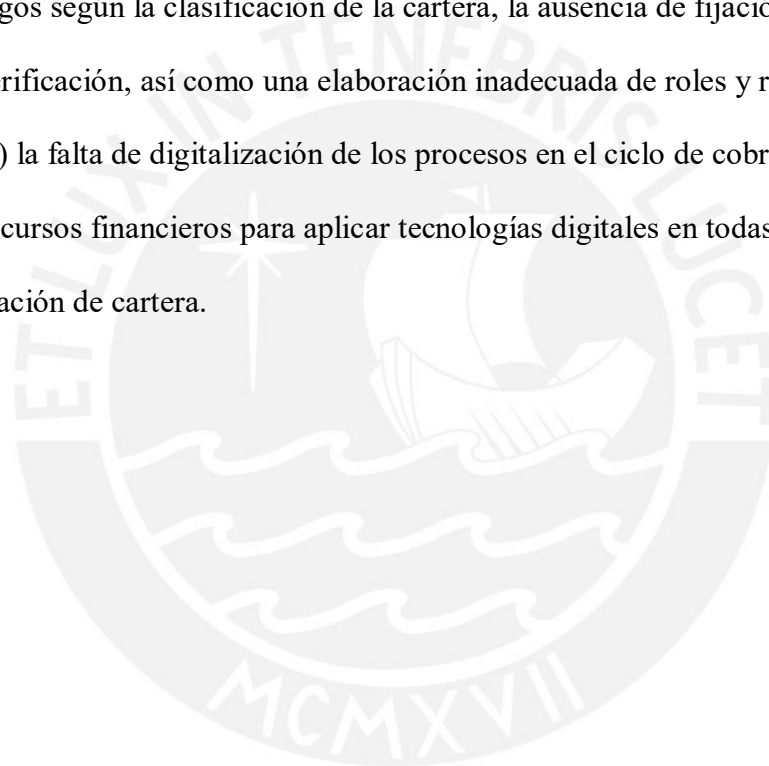 gos según la clasificación de la cartera, la ausencia de fijació
erificación, así como una elaboración inadecuada de roles y r
) la falta de digitalización de los procesos en el ciclo de cobr
cursos financieros para aplicar tecnologías digitales en todas
ación de cartera.
ET LUX IN TENEBRIS LUCET
MCMXVII